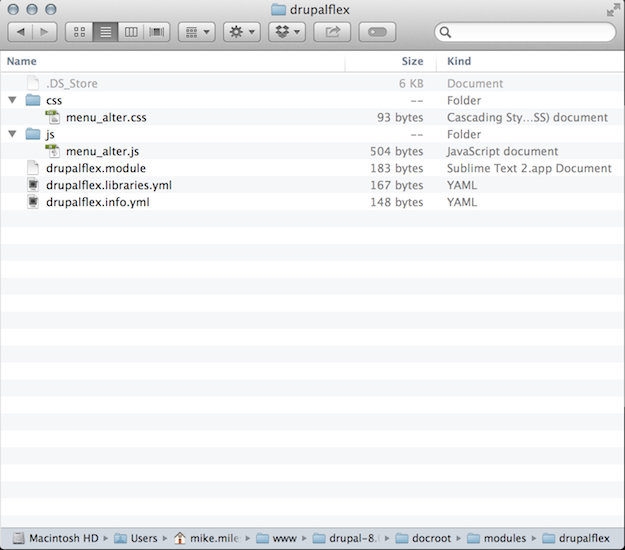 drupalflex
Name Size Kind
.DS_Store 6 KB Document
css -- Folder
menu_alter.css 93 bytes Cascading Sty...SS) document
js -- Folder
menu_alter.js 504 bytes JavaScript document
drupalflex.module 183 bytes Sublime Text 2.app Document
drupalflex.libraries.yml 167 bytes YAML
drupalflex.info.yml 148 bytes YAML
Macintosh HD Users mike.mile www drupal-8. docroot modules drupalflex